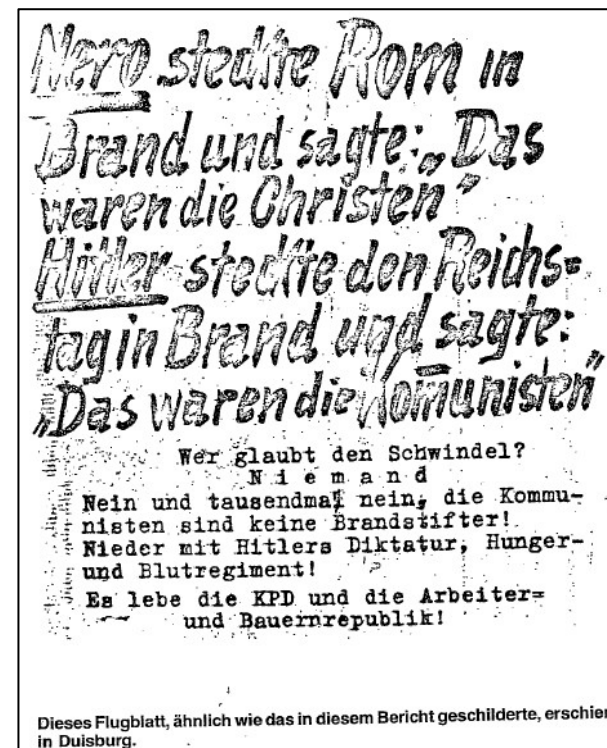 Nero steckte Rom in
Brand und sagte: „Das
waren die Christen”
Hitler steckte den Reichs=
tag in Brand und sagte:
„Das waren die Kom̅unisten”
Wer glaubt den Schwindel?
N i e m a n d
Nein und tausendmal nein, die Kommu-
nisten sind keine Brandstifter!
Nieder mit Hitlers Diktatur, Hunger-
und Blutregiment!
Es lebe die KPD und die Arbeiter=
und Bauernrepublik!
Dieses Flugblatt, ähnlich wie das in diesem Bericht geschilderte, erschien
in Duisburg.